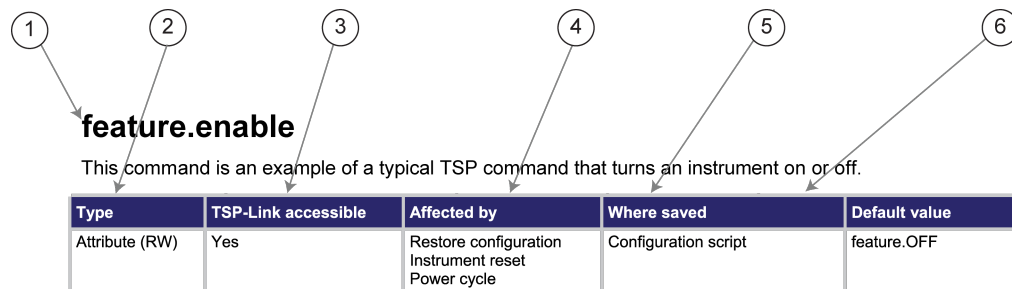 1 2 3 4 5 6
feature.enable
This command is an example of a typical TSP command that turns an instrument on or off.
Type TSP-Link accessible Affected by Where saved Default value
Attribute (RW) Yes Restore configuration Configuration script feature.OFF
Instrument reset
Power cycle